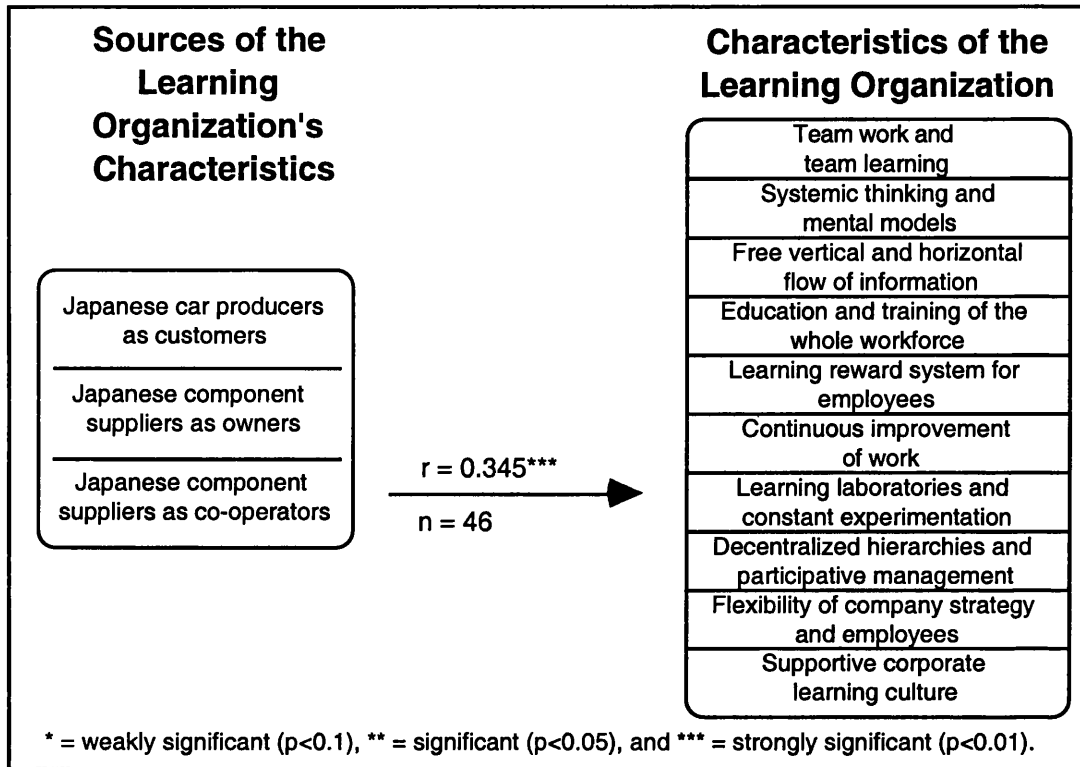 Sources of the
Learning
Organization's
Characteristics
Japanese car producers
as customers
Japanese component
suppliers as owners
Japanese component
suppliers as co-operators
r = 0.345***
n = 46
Characteristics of the
Learning Organization
Team work and
team learning
Systemic thinking and
mental models
Free vertical and horizontal
flow of information
Education and training of the
whole workforce
Learning reward system for
employees
Continuous improvement
of work
Learning laboratories and
constant experimentation
Decentralized hierarchies and
participative management
Flexibility of company strategy
and employees
Supportive corporate
learning culture
* = weakly significant (p<0.1), ** = significant (p<0.05), and *** = strongly significant (p<0.01).